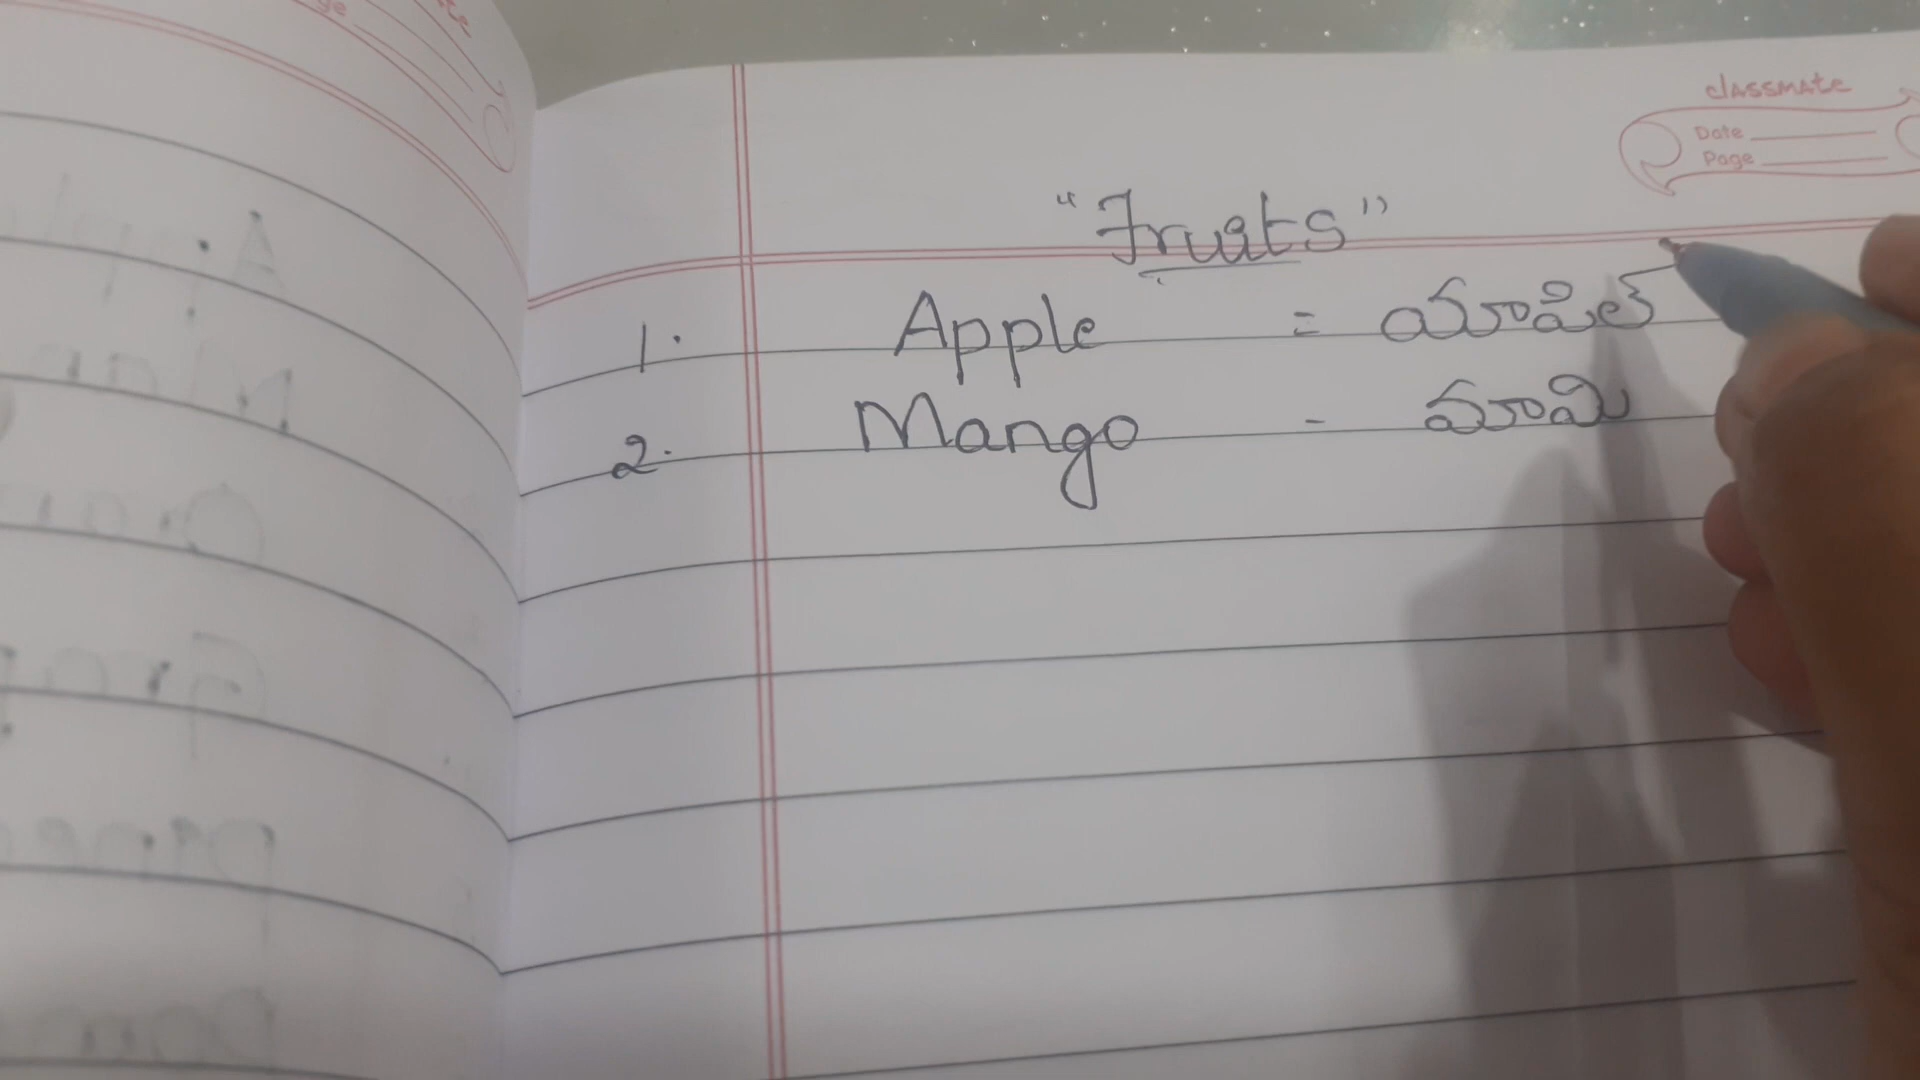 classmate
Date
Page
"Fruits"
1. Apple = యాపిల్
2. Mango - మామి